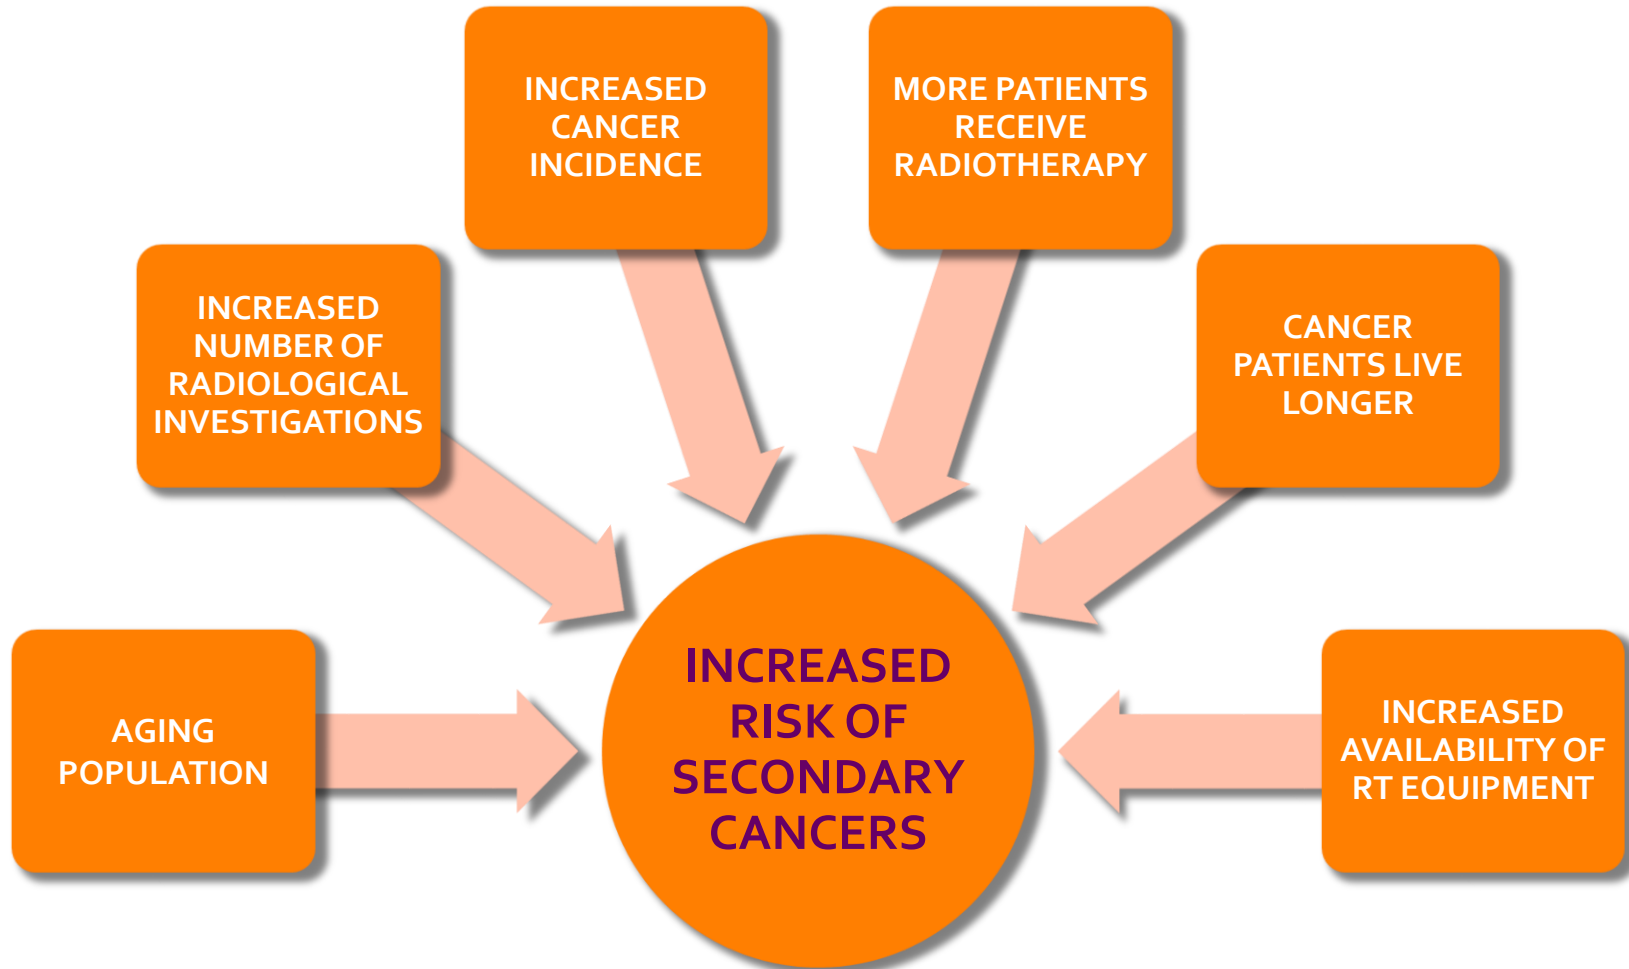 INCREASED
CANCER
INCIDENCE
MORE PATIENTS
RECEIVE
RADIOTHERAPY
INCREASED
NUMBER OF
RADIOLOGICAL
INVESTIGATIONS
CANCER
PATIENTS LIVE
LONGER
AGING
POPULATION
INCREASED
RISK OF
SECONDARY
CANCERS
INCREASED
AVAILABILITY OF
RT EQUIPMENT